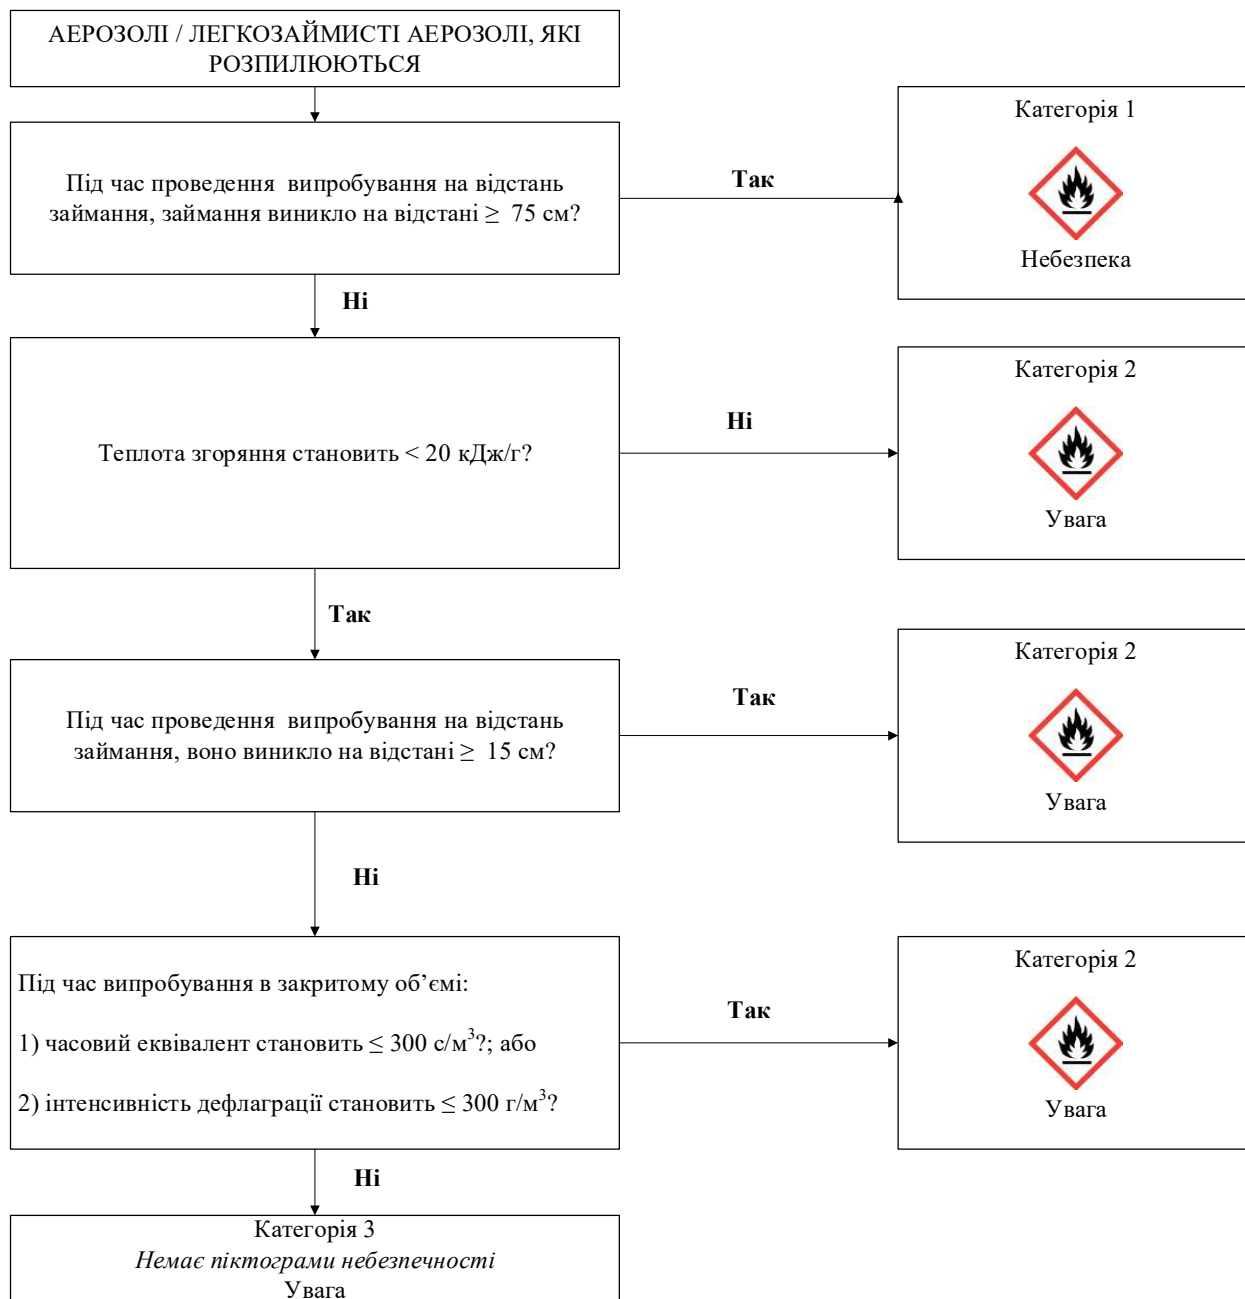 АЕРОЗОЛІ / ЛЕГКОЗАЙМИСТІ АЕРОЗОЛІ, ЯКІ
РОЗПИЛЮЮТЬСЯ
Під час проведення випробування на відстань
займання, займання виникло на відстані ≥ 75 см?
Так
Категорія 1
Небезпека
Ні
Теплота згоряння становить < 20 кДж/г?
Ні
Категорія 2
Увага
Так
Під час проведення випробування на відстань
займання, воно виникло на відстані ≥ 15 см?
Так
Категорія 2
Увага
Ні
Під час випробування в закритому об’ємі:
1) часовий еквівалент становить ≤ 300 с/м³?; або
2) інтенсивність дефлаграції становить ≤ 300 г/м³?
Так
Категорія 2
Увага
Ні
Категорія 3
Немає піктограми небезпечності
Увага